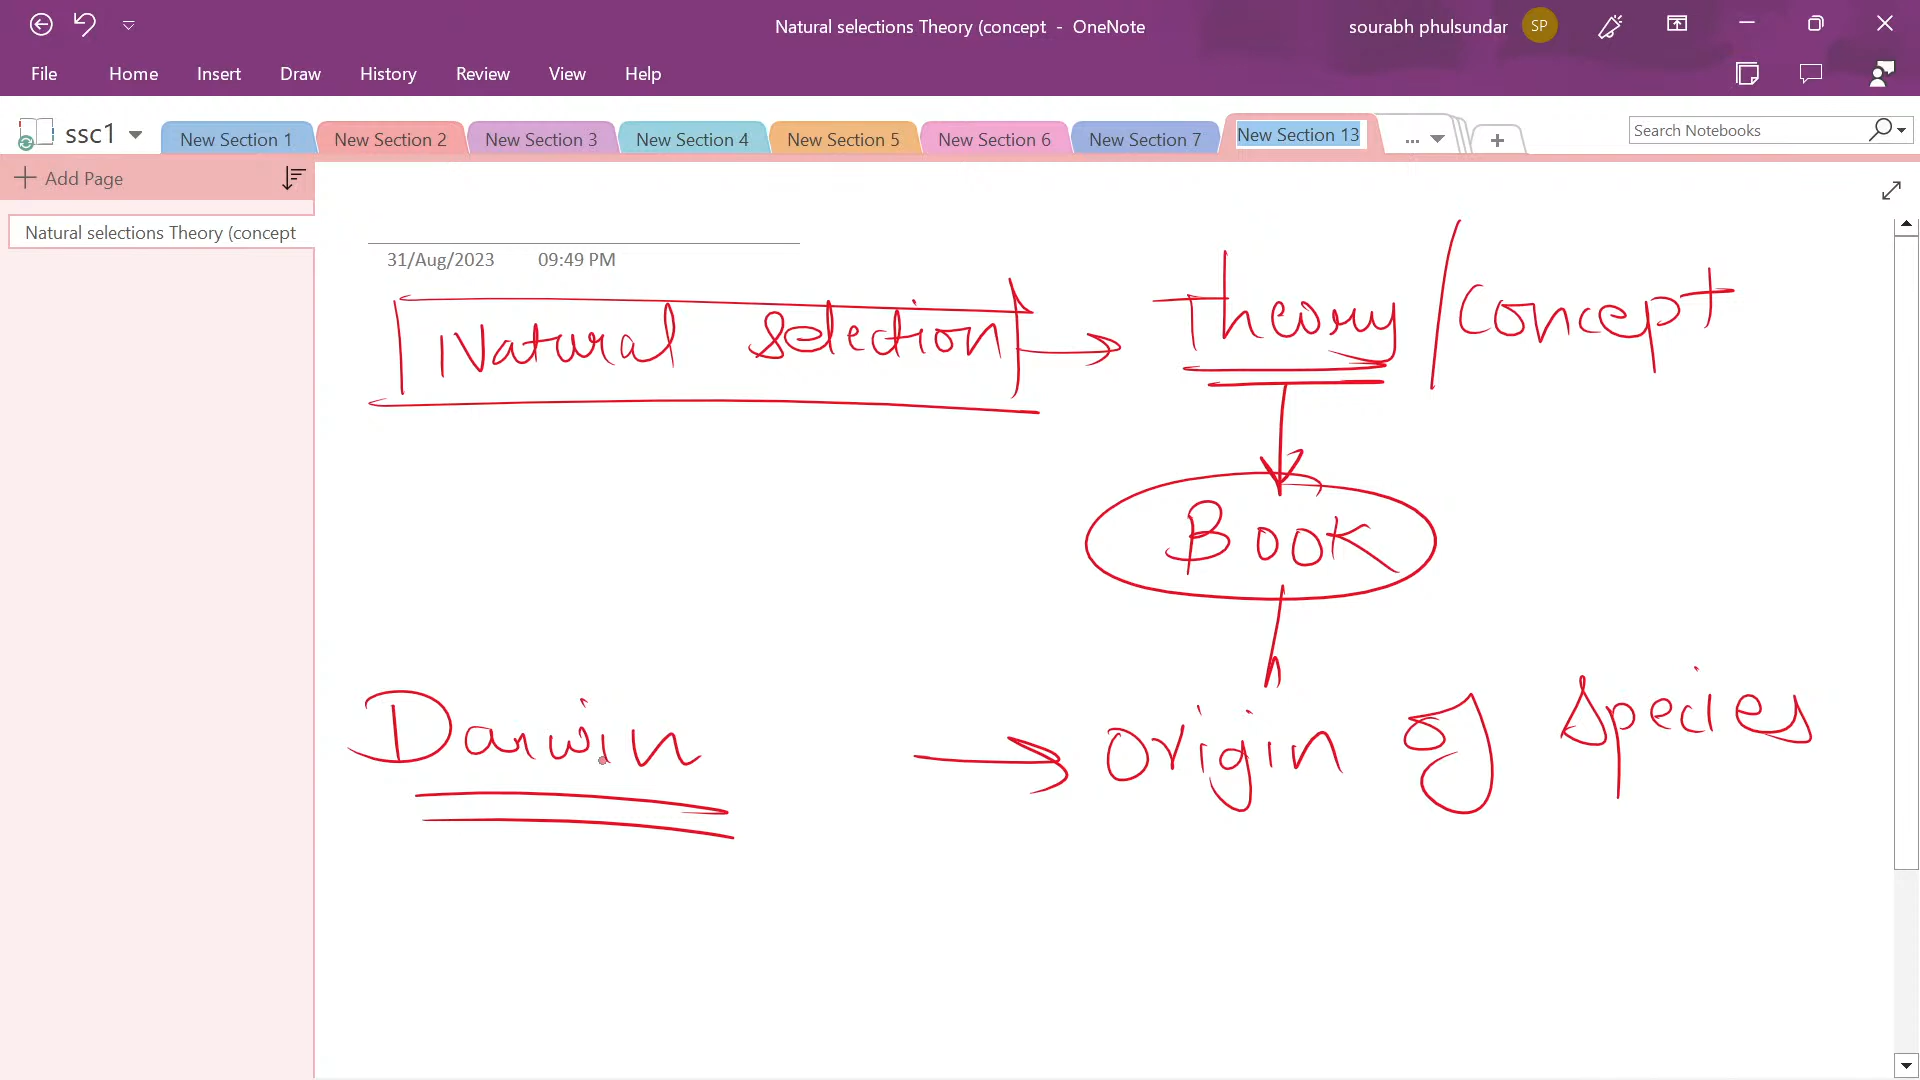 Natural selections Theory (concept - OneNote
sourabh phulsundar
SP
File Home Insert Draw History Review View Help
ssc1
New Section 1 New Section 2 New Section 3 New Section 4 New Section 5 New Section 6 New Section 7 New Section 13 ...
Search Notebooks
Add Page
Natural selections Theory (concept
31/Aug/2023 09:49 PM
Natural Selection Theory / Concept
Book
Darwin Origin of Species